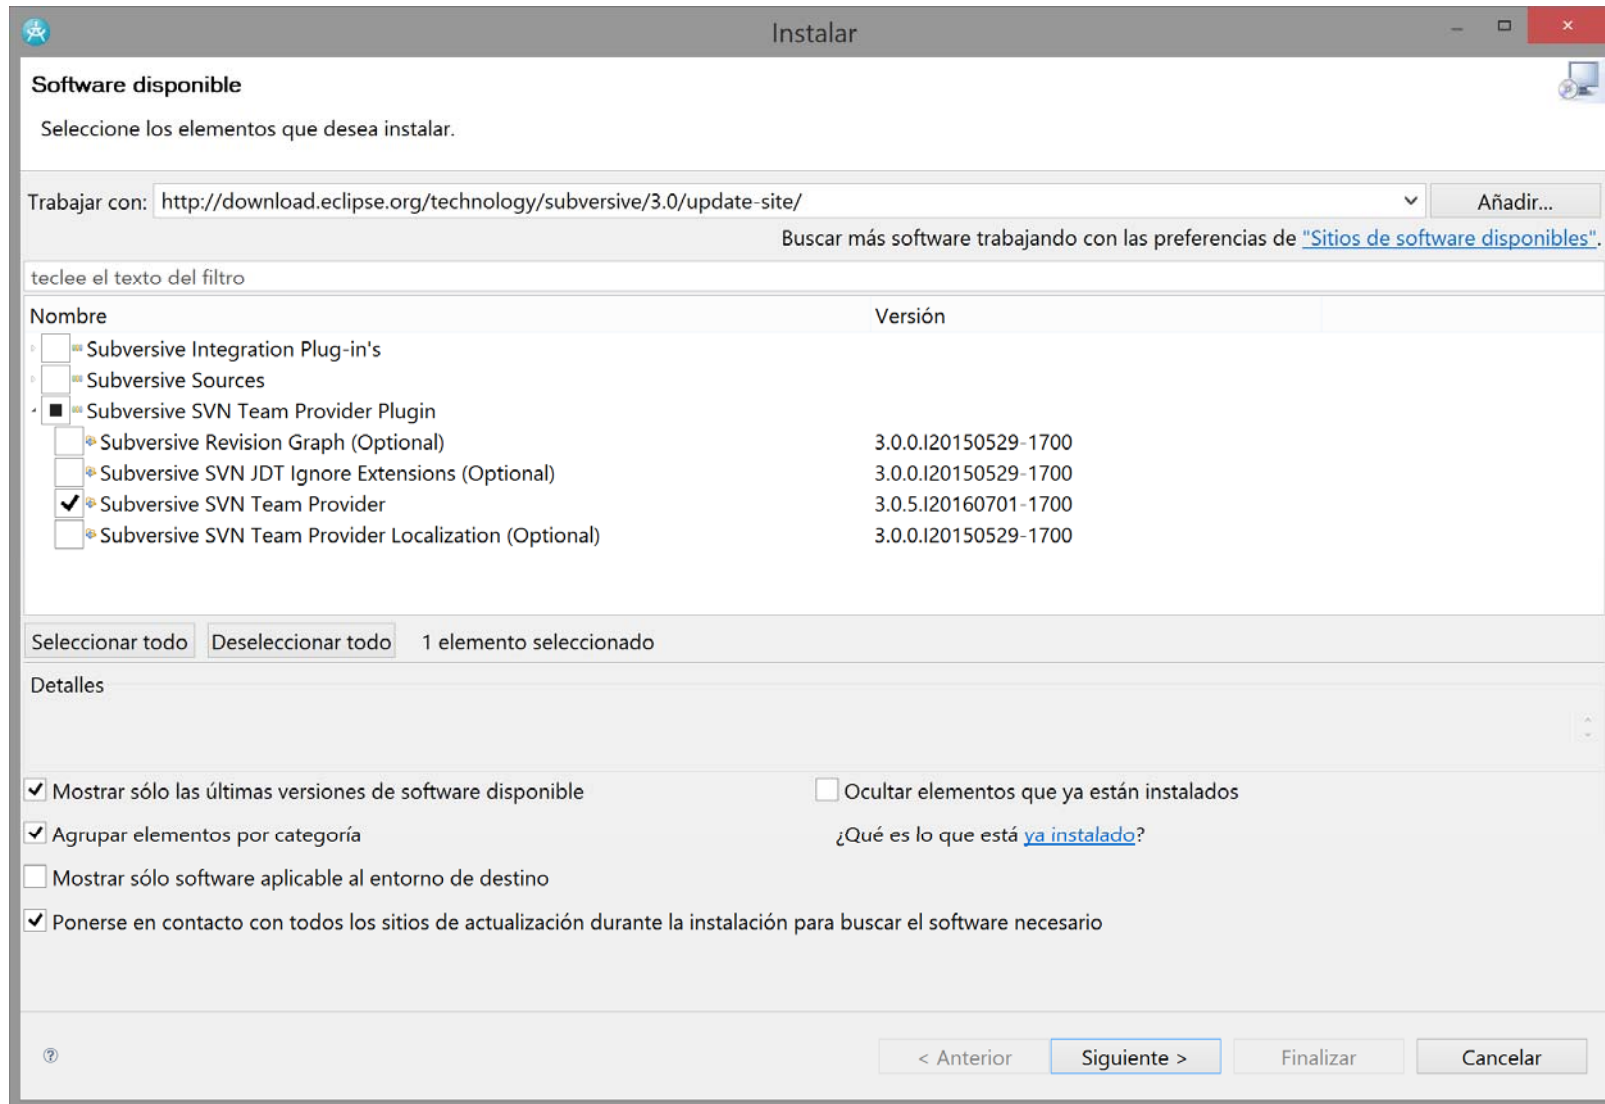 Instalar
Software disponible
Seleccione los elementos que desea instalar.
Trabajar con: http://download.eclipse.org/technology/subversive/3.0/update-site/ Añadir...
Buscar más software trabajando con las preferencias de "Sitios de software disponibles".
teclee el texto del filtro
Nombre Versión
Subversive Integration Plug-in's
Subversive Sources
Subversive SVN Team Provider Plugin
Subversive Revision Graph (Optional) 3.0.0.I20150529-1700
Subversive SVN JDT Ignore Extensions (Optional) 3.0.0.I20150529-1700
Subversive SVN Team Provider 3.0.5.I20160701-1700
Subversive SVN Team Provider Localization (Optional) 3.0.0.I20150529-1700
Seleccionar todo Deseleccionar todo 1 elemento seleccionado
Detalles
Mostrar sólo las últimas versiones de software disponible Ocultar elementos que ya están instalados
Agrupar elementos por categoría ¿Qué es lo que está ya instalado?
Mostrar sólo software aplicable al entorno de destino
Ponerse en contacto con todos los sitios de actualización durante la instalación para buscar el software necesario
? < Anterior Siguiente > Finalizar Cancelar